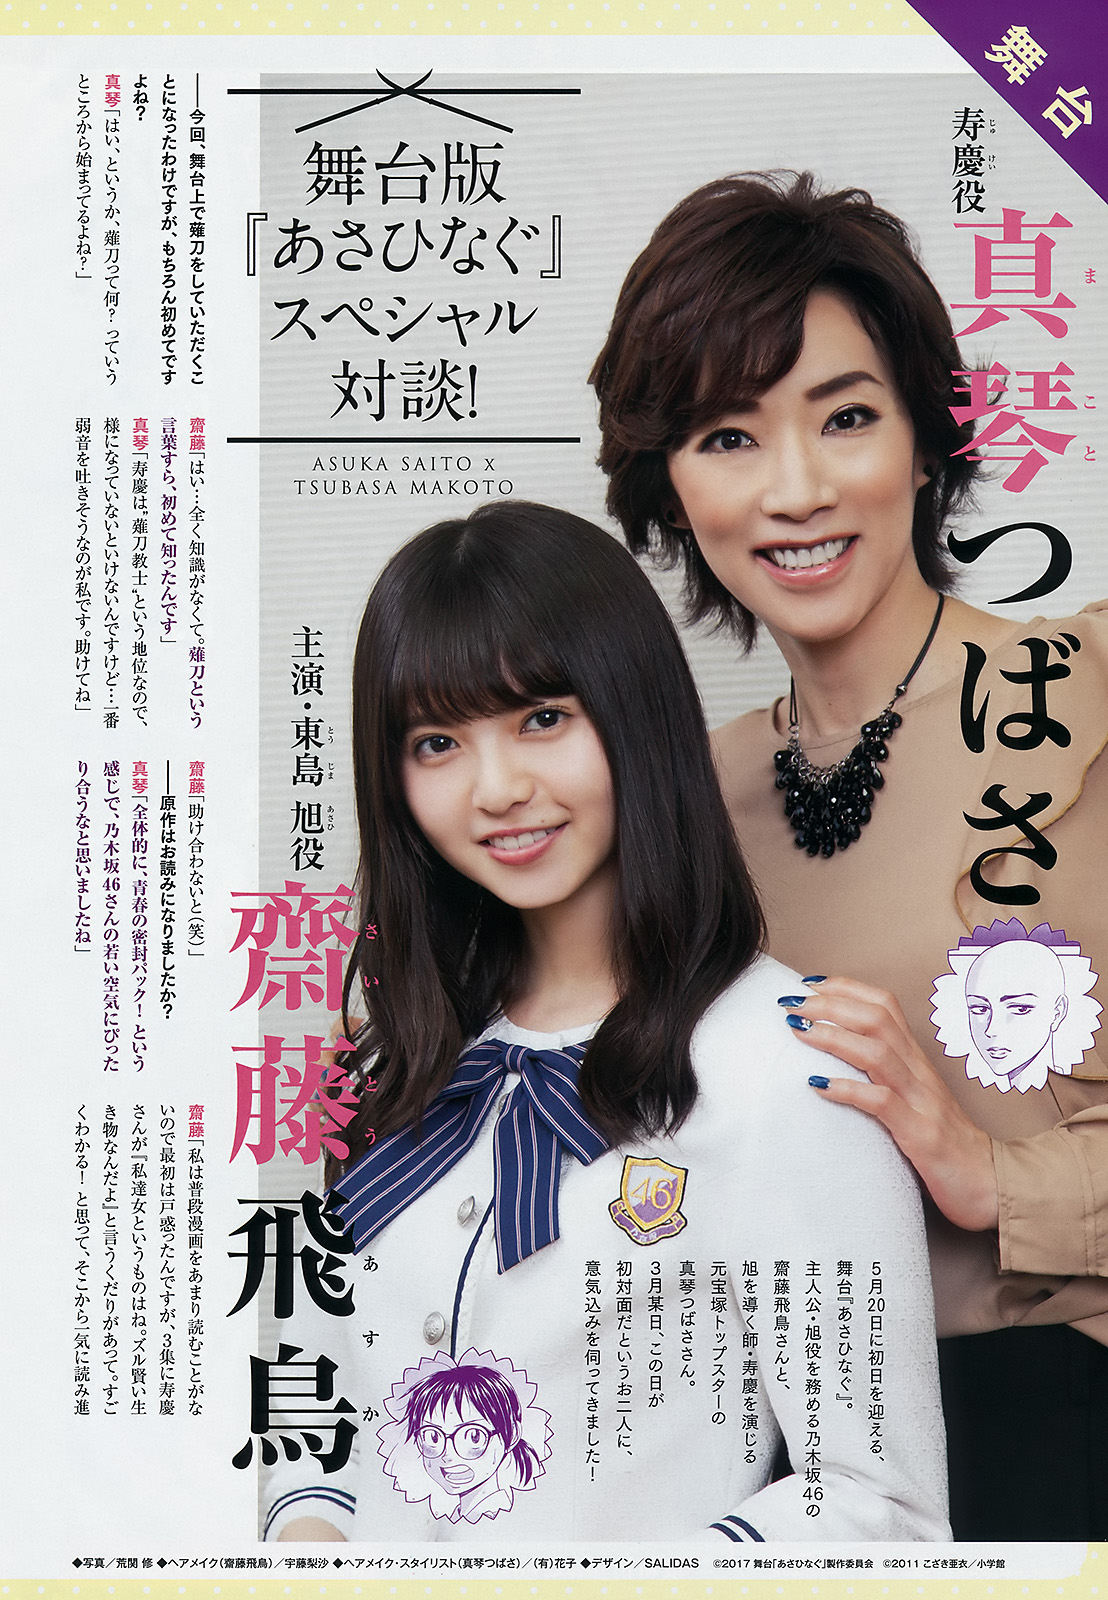 舞台
舞台版
『あさひなぐ』
スペシャル
対談!
ASUKA SAITO x
TSUBASA MAKOTO
寿慶役
じゅけい
真琴つばさ
まこと
主演・東島 旭役
とうじま あさひ
齋藤飛鳥
さいとう あすか
5月20日に初日を迎える、
舞台『あさひなぐ』。
主人公・旭役を務める乃木坂46の
齋藤飛鳥さんと、
旭を導く師・寿慶を演じる
元宝塚トップスターの
真琴つばささん。
3月某日、この日が
初対面だというお二人に、
意気込みを伺ってきました!
46
――今回、舞台上で薙刀をしていただくこ
とになったわけですが、もちろん初めてです
よね?
真琴「はい、というか、薙刀って何? っていう
ところから始まってるよね?」
齋藤「はい…全く知識がなくて。薙刀という
言葉すら、初めて知ったんです」
真琴「寿慶は“薙刀教士”という地位なので、
様になっていないといけないんですけど…一番
弱音を吐きそうなのが私です。助けてね」
齋藤「助け合わないと(笑)」
――原作はお読みになりましたか?
真琴「全体的に、青春の密封パック! という
感じで、乃木坂46さんの若い空気にぴった
り合うなと思いましたね」
齋藤「私は普段漫画をあまり読むことがな
いので最初は戸惑ったんですが、3集に寿慶
さんが『私達女というものはね。ズル賢い生
き物なんだよ』と言うくだりがあって。すご
くわかる! と思って、そこから一気に読み進
◆写真/荒関 修 ◆ヘアメイク(齋藤飛鳥)/宇藤梨沙 ◆ヘアメイク・スタイリスト(真琴つばさ)/(有)花子 ◆デザイン/SALIDAS ©2017 舞台「あさひなぐ」製作委員会 ©2011 こざき亜衣/小学館